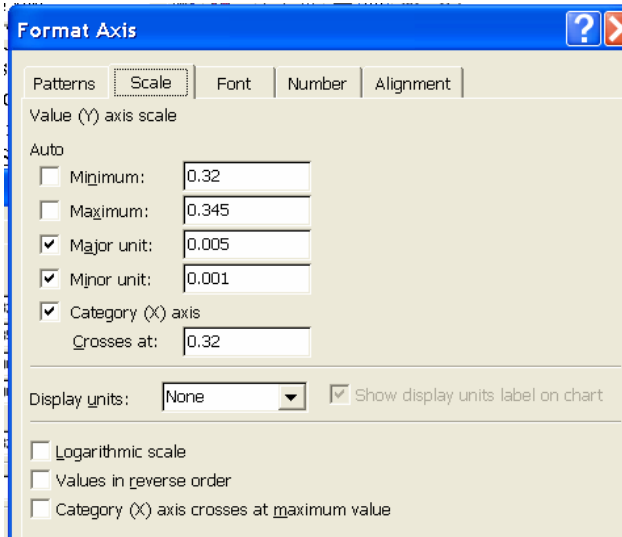 Format Axis
Patterns Scale Font Number Alignment
Value (Y) axis scale
Auto
Minimum: 0.32
Maximum: 0.345
Major unit: 0.005
Minor unit: 0.001
Category (X) axis
Crosses at: 0.32
Display units: None Show display units label on chart
Logarithmic scale
Values in reverse order
Category (X) axis crosses at maximum value